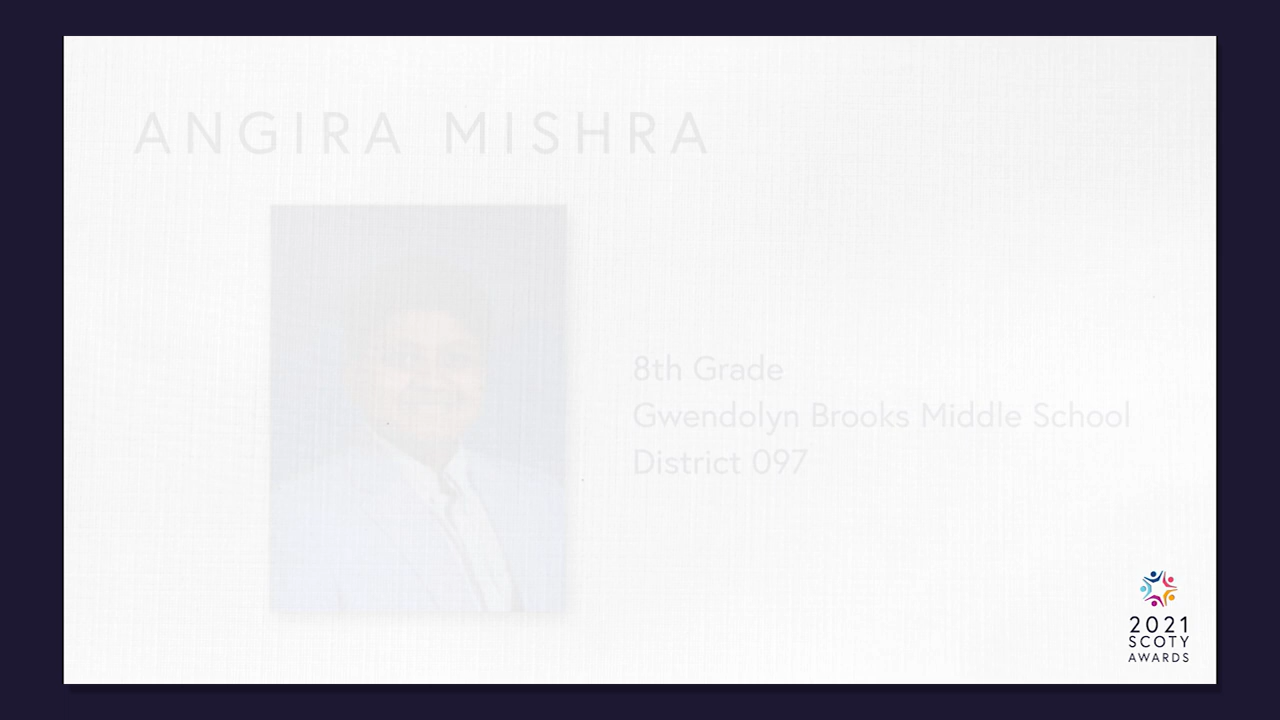 ANGIRA MISHRA
8th Grade
Gwendolyn Brooks Middle School
District 097
2021
SCOTY
AWARDS